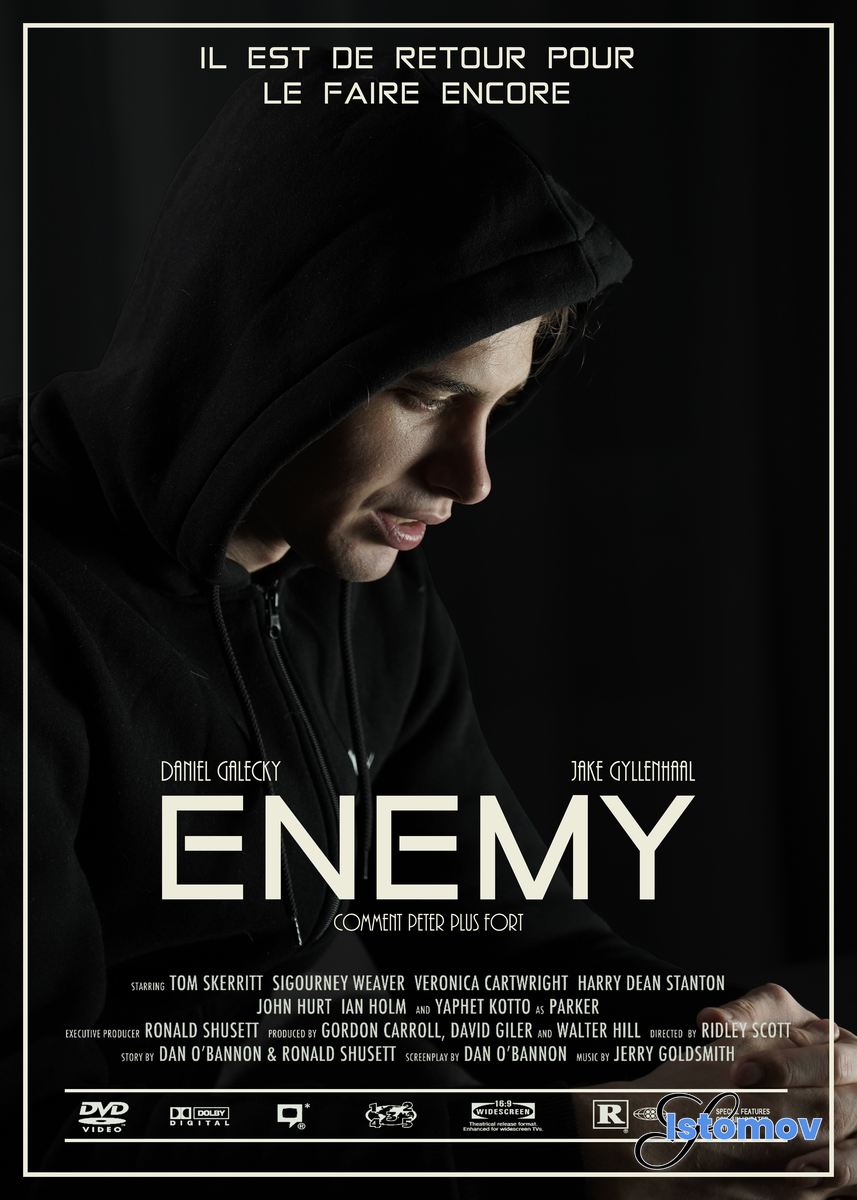 IL EST DE RETOUR POUR
LE FAIRE ENCORE
DANIEL GALECKY JAKE GYLLENHAAL
ENEMY
COMMENT PETER PLUS FORT
STARRING TOM SKERRITT SIGOURNEY WEAVER VERONICA CARTWRIGHT HARRY DEAN STANTON
JOHN HURT IAN HOLM AND YAPHET KOTTO AS PARKER
EXECUTIVE PRODUCER RONALD SHUSETT PRODUCED BY GORDON CARROLL, DAVID GILER AND WALTER HILL DIRECTED BY RIDLEY SCOTT
STORY BY DAN O'BANNON & RONALD SHUSETT SCREENPLAY BY DAN O'BANNON MUSIC BY JERRY GOLDSMITH
DVD VIDEO
DOLBY DIGITAL
16:9 WIDESCREEN
Theatrical release format.
Enhanced for widescreen TVs.
R
SPECIAL FEATURES
Istomov